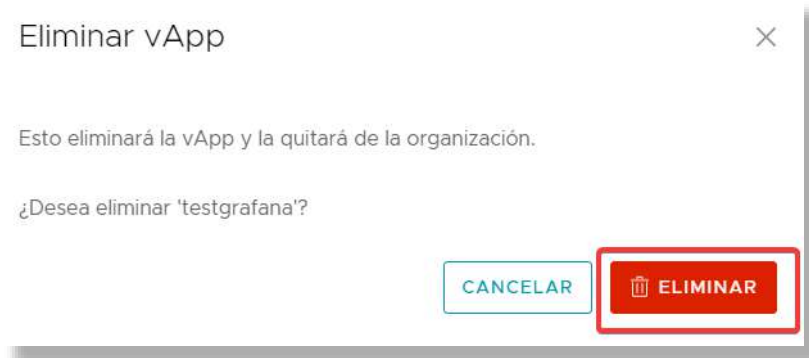 Eliminar vApp
Esto eliminará la vApp y la quitará de la organización.
¿Desea eliminar 'testgrafana'?
CANCELAR
ELIMINAR